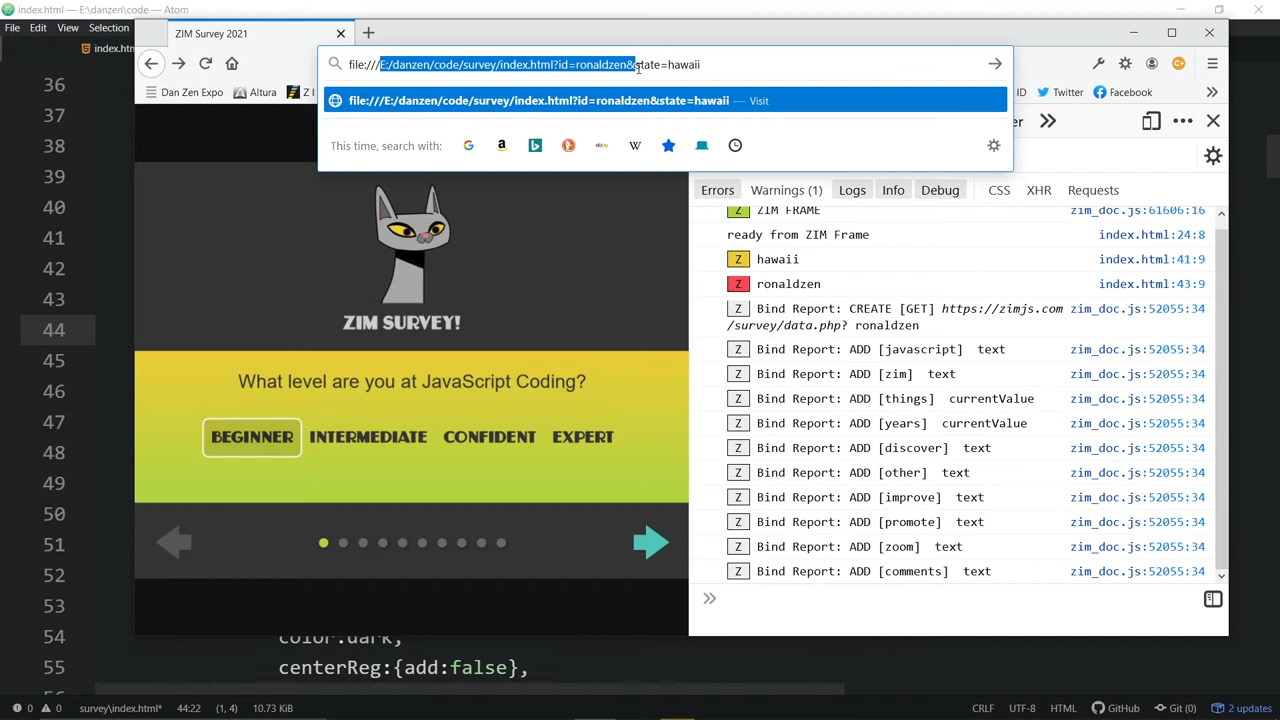 index.html — E:\danzen\code — Atom
File Edit View Selection
ZIM Survey 2021
index.htm
file:///E:/danzen/code/survey/index.html?id=ronaldzen&state=hawaii
file:///E:/danzen/code/survey/index.html?id=ronaldzen&state=hawaii — Visit
Dan Zen Expo Altura Z I ID Twitter Facebook
This time, search with:
Errors Warnings (1) Logs Info Debug CSS XHR Requests
Z ZIM FRAME zim_doc.js:61606:16
ready from ZIM Frame index.html:24:8
Z hawaii index.html:41:9
Z ronaldzen index.html:43:9
Z Bind Report: CREATE [GET] https://zimjs.com zim_doc.js:52055:34
/survey/data.php? ronaldzen
Z Bind Report: ADD [javascript] text zim_doc.js:52055:34
Z Bind Report: ADD [zim] text zim_doc.js:52055:34
Z Bind Report: ADD [things] currentValue zim_doc.js:52055:34
Z Bind Report: ADD [years] currentValue zim_doc.js:52055:34
Z Bind Report: ADD [discover] text zim_doc.js:52055:34
Z Bind Report: ADD [other] text zim_doc.js:52055:34
Z Bind Report: ADD [improve] text zim_doc.js:52055:34
Z Bind Report: ADD [promote] text zim_doc.js:52055:34
Z Bind Report: ADD [zoom] text zim_doc.js:52055:34
Z Bind Report: ADD [comments] text zim_doc.js:52055:34
ZIM SURVEY!
What level are you at JavaScript Coding?
BEGINNER INTERMEDIATE CONFIDENT EXPERT
36
37
38
39
40
41
42
43
44
45
46
47
48
49
50
51
52
53
54 color:dark,
55 centerReg:{add:false},
0 0 survey\index.html* 44:22 (1, 4) 10.73 KiB CRLF UTF-8 HTML GitHub Git (0) 2 updates